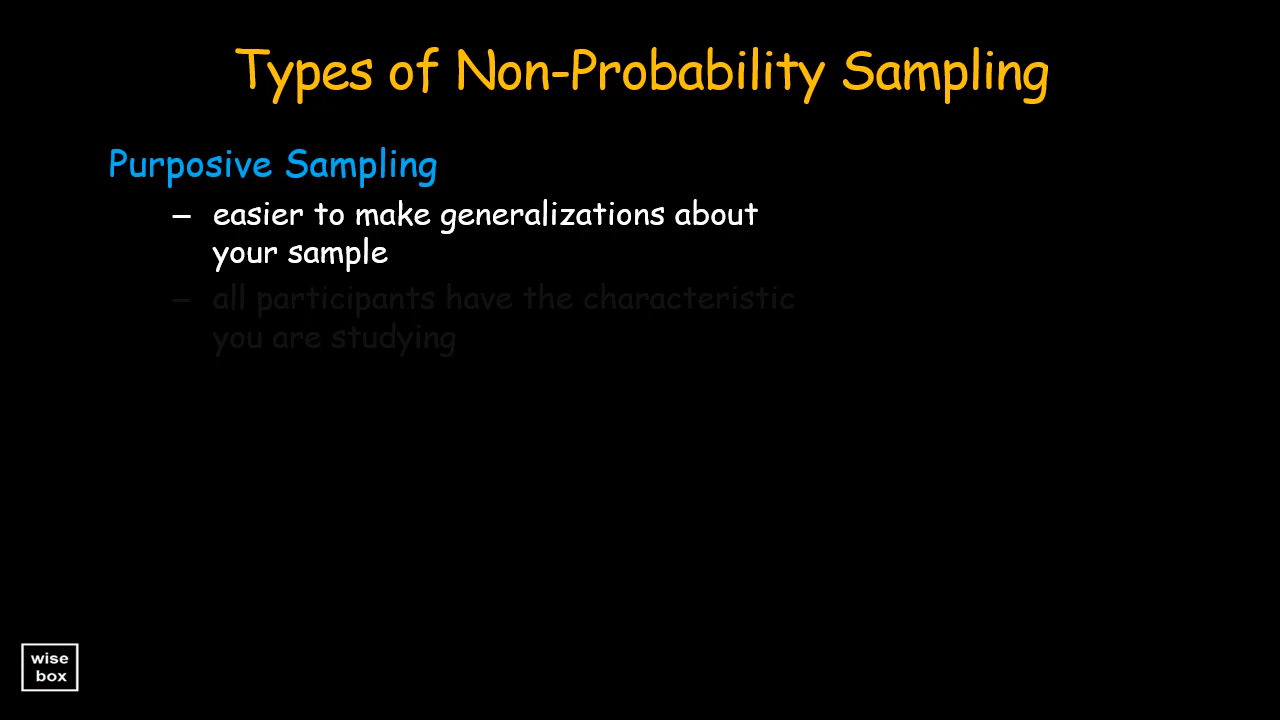 Types of Non-Probability Sampling
Purposive Sampling
– easier to make generalizations about
your sample
– all participants have the characteristic
you are studying
wise
box